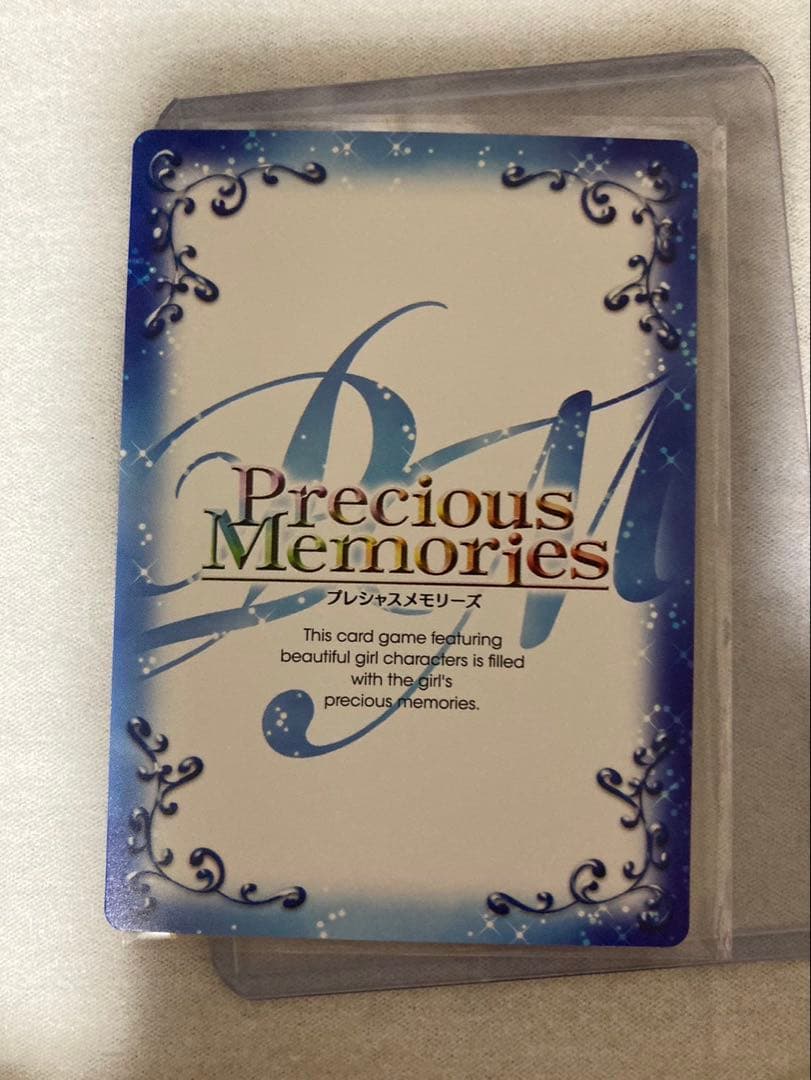 Precious
Memories
プレシャスメモリーズ
This card game featuring
beautiful girl characters is filled
with the girl's
precious memories.